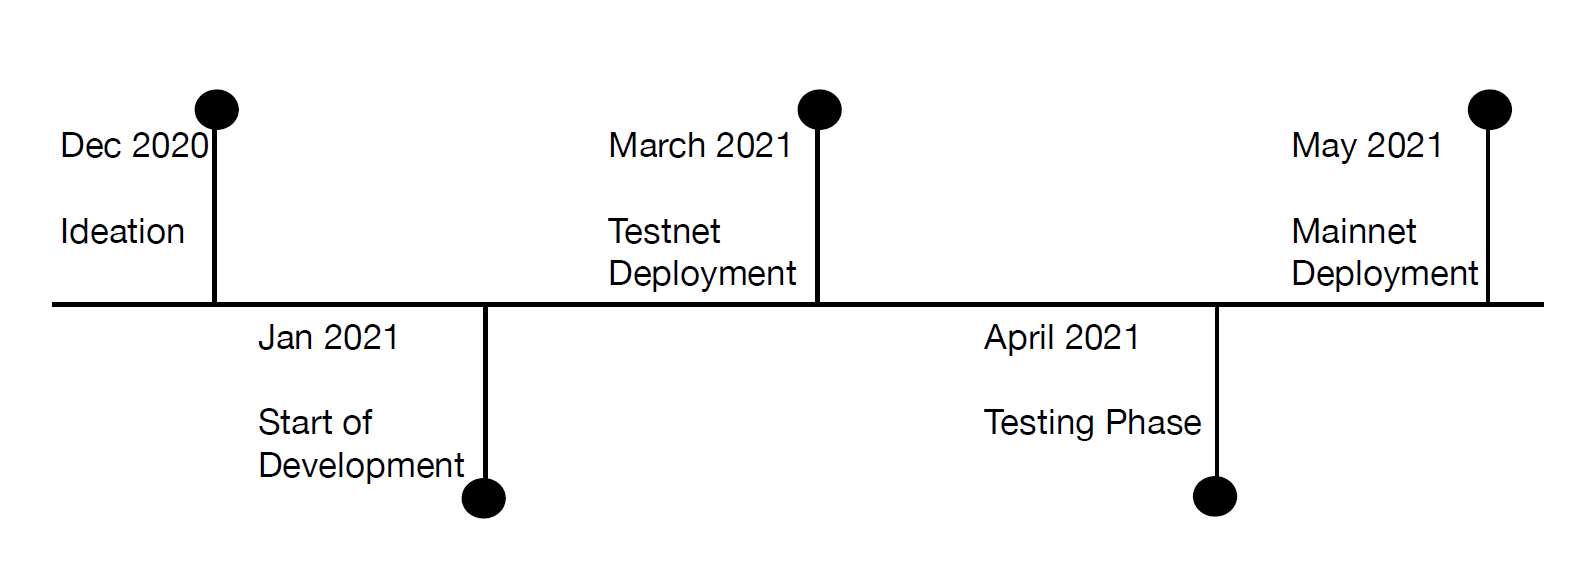 Dec 2020
Ideation
Jan 2021
Start of
Development
March 2021
Testnet
Deployment
April 2021
Testing Phase
May 2021
Mainnet
Deployment